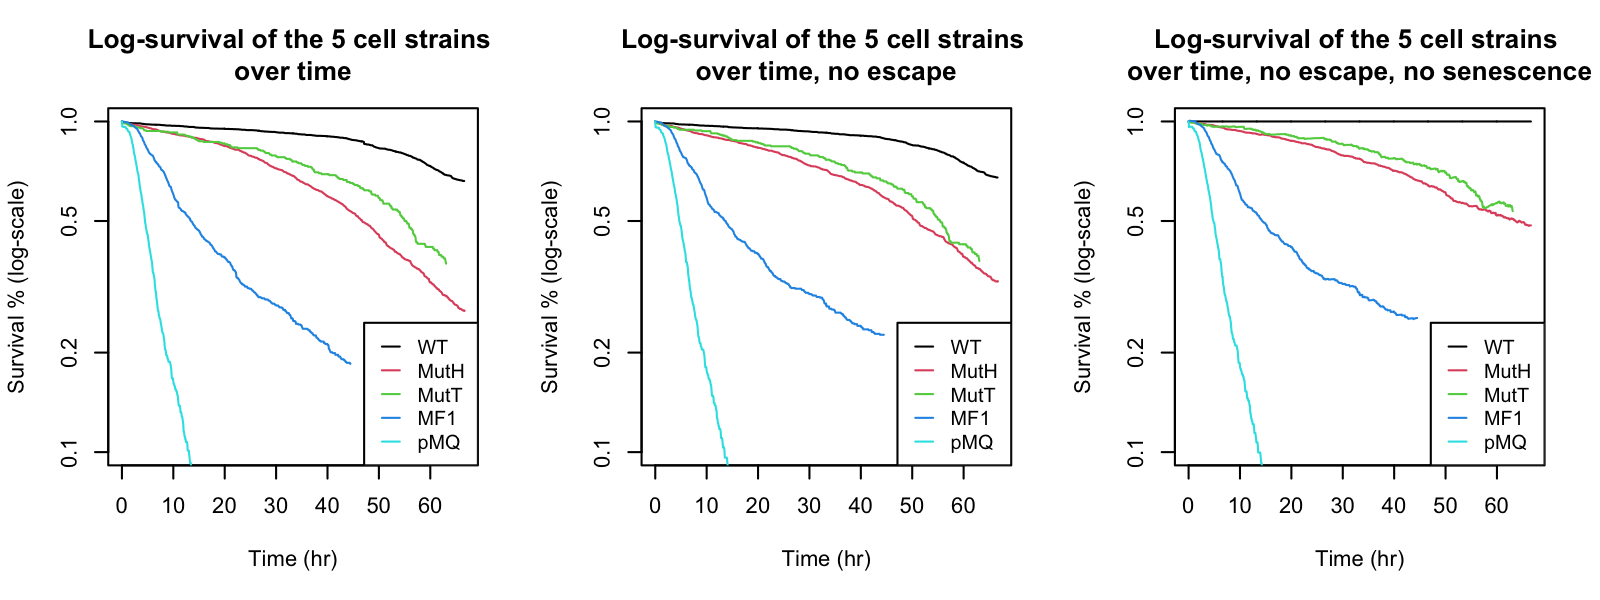 Log-survival of the 5 cell strains
over time
Survival % (log-scale)
1.0
0.5
0.2
0.1
0 10 20 30 40 50 60
Time (hr)
WT
MutH
MutT
MF1
pMQ
Log-survival of the 5 cell strains
over time, no escape
Survival % (log-scale)
1.0
0.5
0.2
0.1
0 10 20 30 40 50 60
Time (hr)
WT
MutH
MutT
MF1
pMQ
Log-survival of the 5 cell strains
over time, no escape, no senescence
Survival % (log-scale)
1.0
0.5
0.2
0.1
0 10 20 30 40 50 60
Time (hr)
WT
MutH
MutT
MF1
pMQ